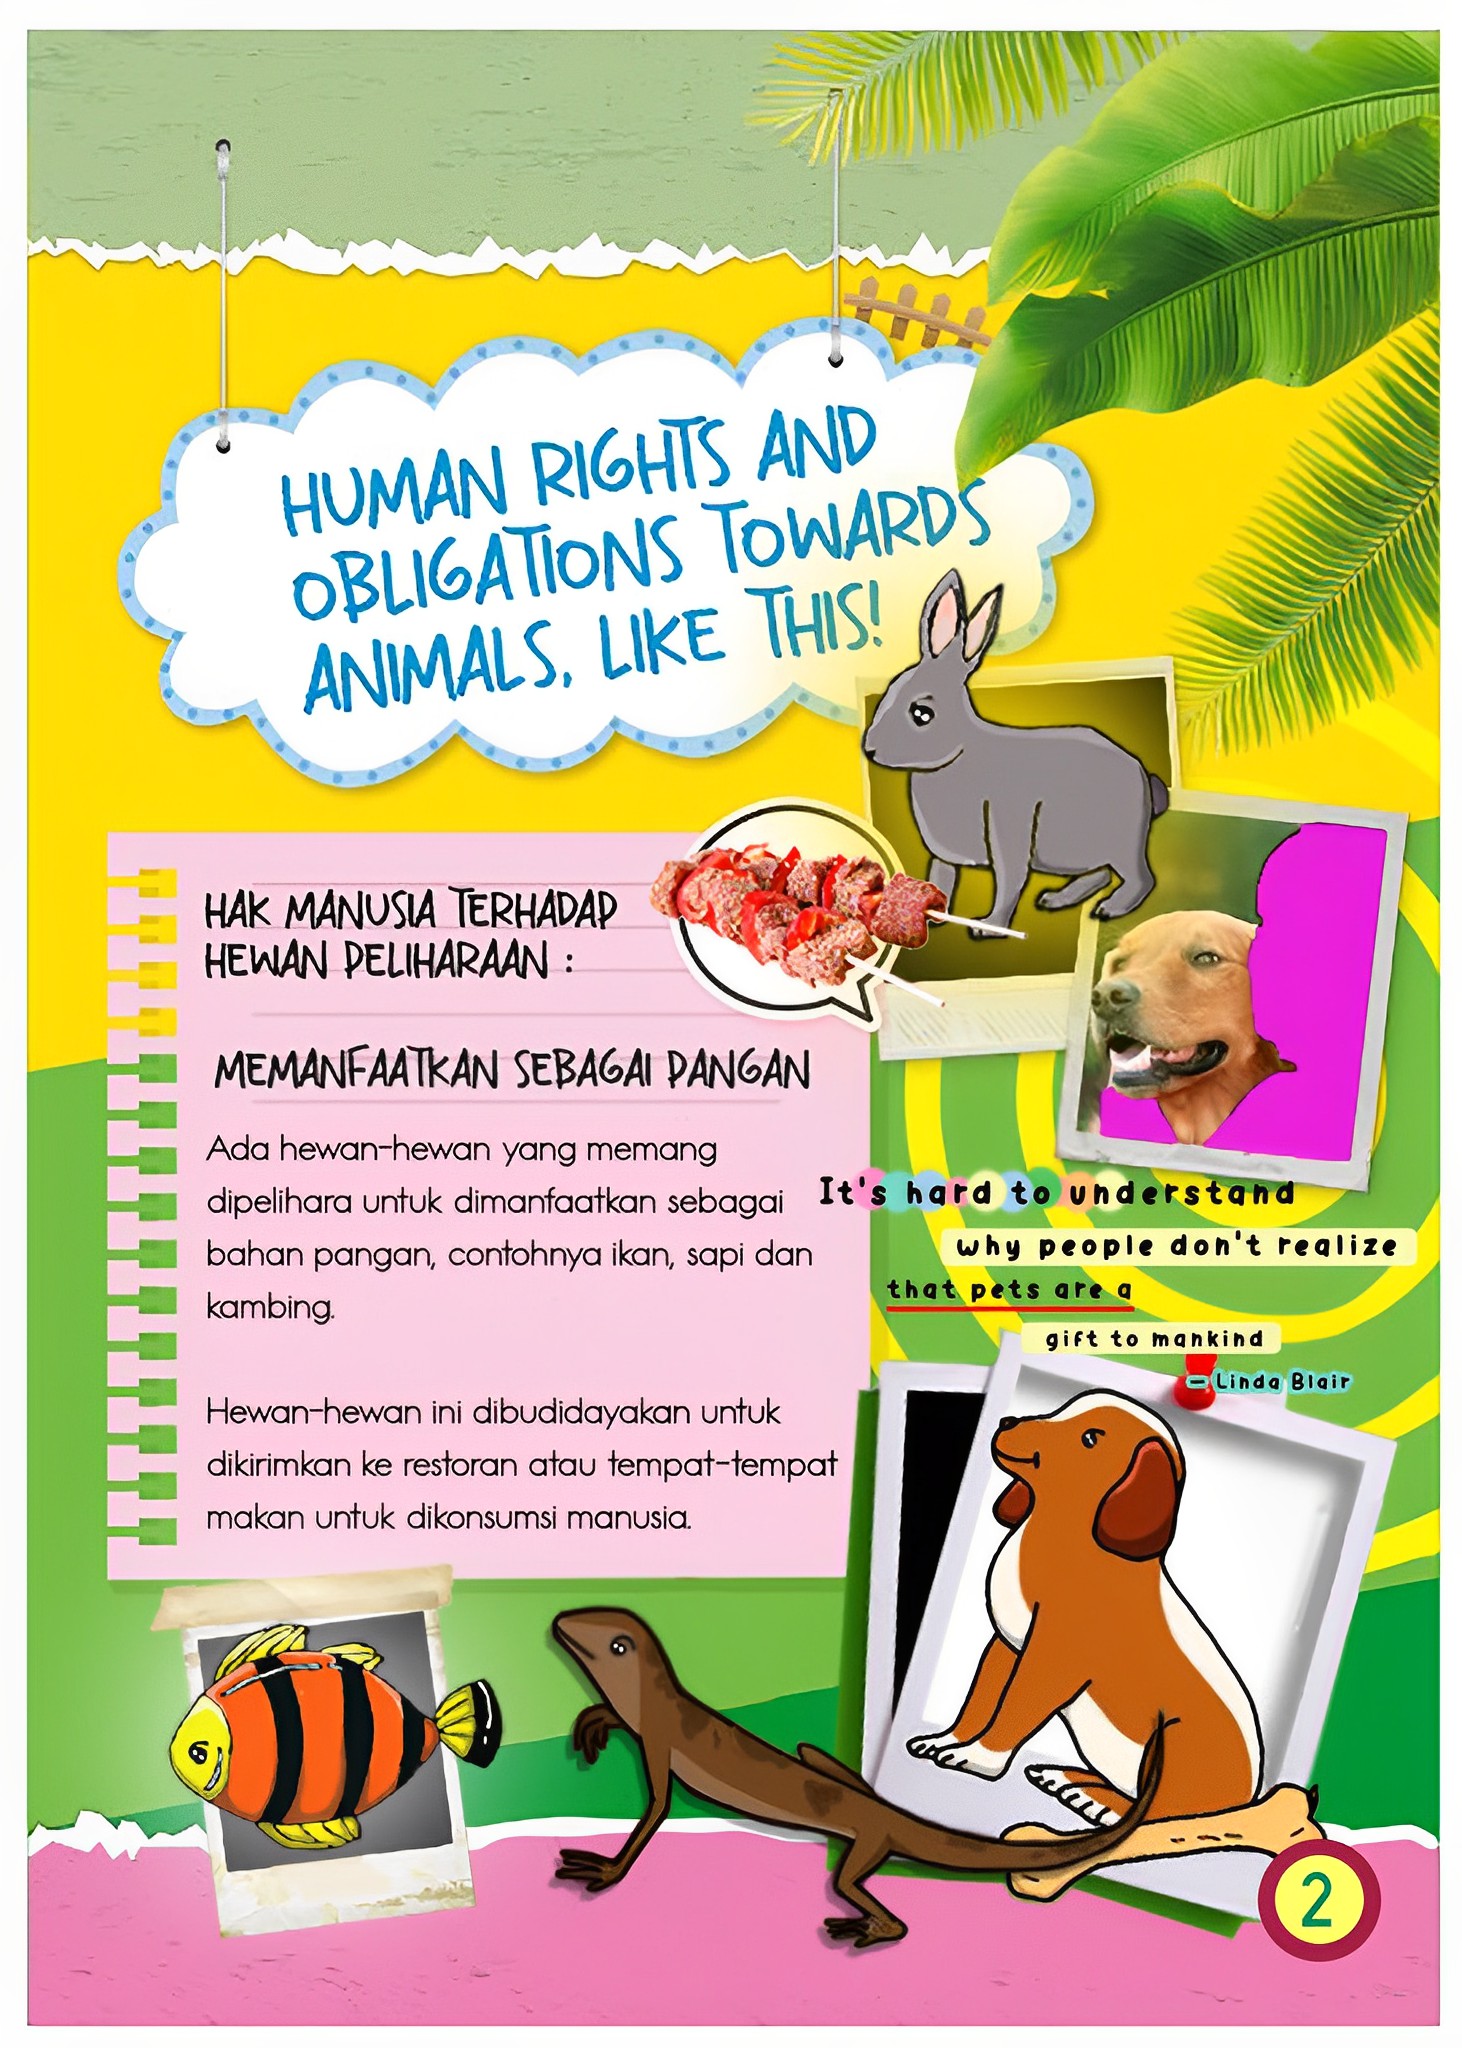 HUMAN RIGHTS AND
OBLIGATIONS TOWARDS
ANIMALS, LIKE THIS!
HAK MANUSIA TERHADAP
HEWAN PELIHARAAN :
MEMANFAATKAN SEBAGAI PANGAN
Ada hewan-hewan yang memang
dipelihara untuk dimanfaatkan sebagai
bahan pangan, contohnya ikan, sapi dan
kambing.
Hewan-hewan ini dibudidayakan untuk
dikirimkan ke restoran atau tempat-tempat
makan untuk dikonsumsi manusia.
It's hard to understand
why people don't realize
that pets are a
gift to mankind
— Linda Blair
2